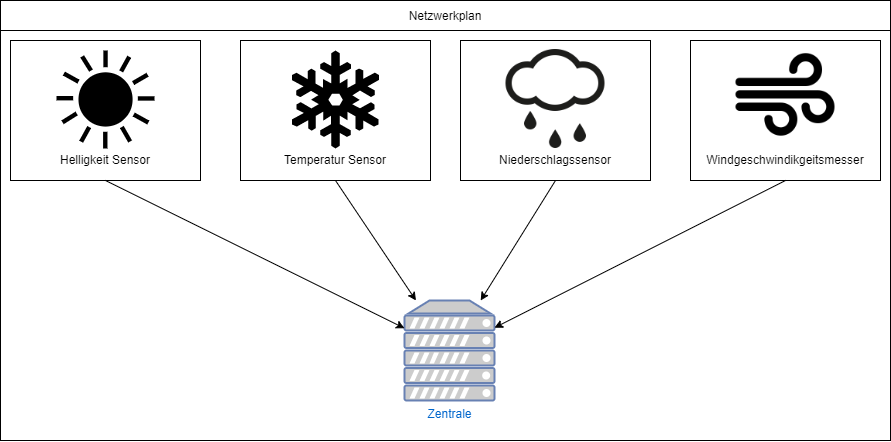 Netzwerkplan
Helligkeit Sensor
Temperatur Sensor
Niederschlagssensor
Windgeschwindikgeitsmesser
Zentrale